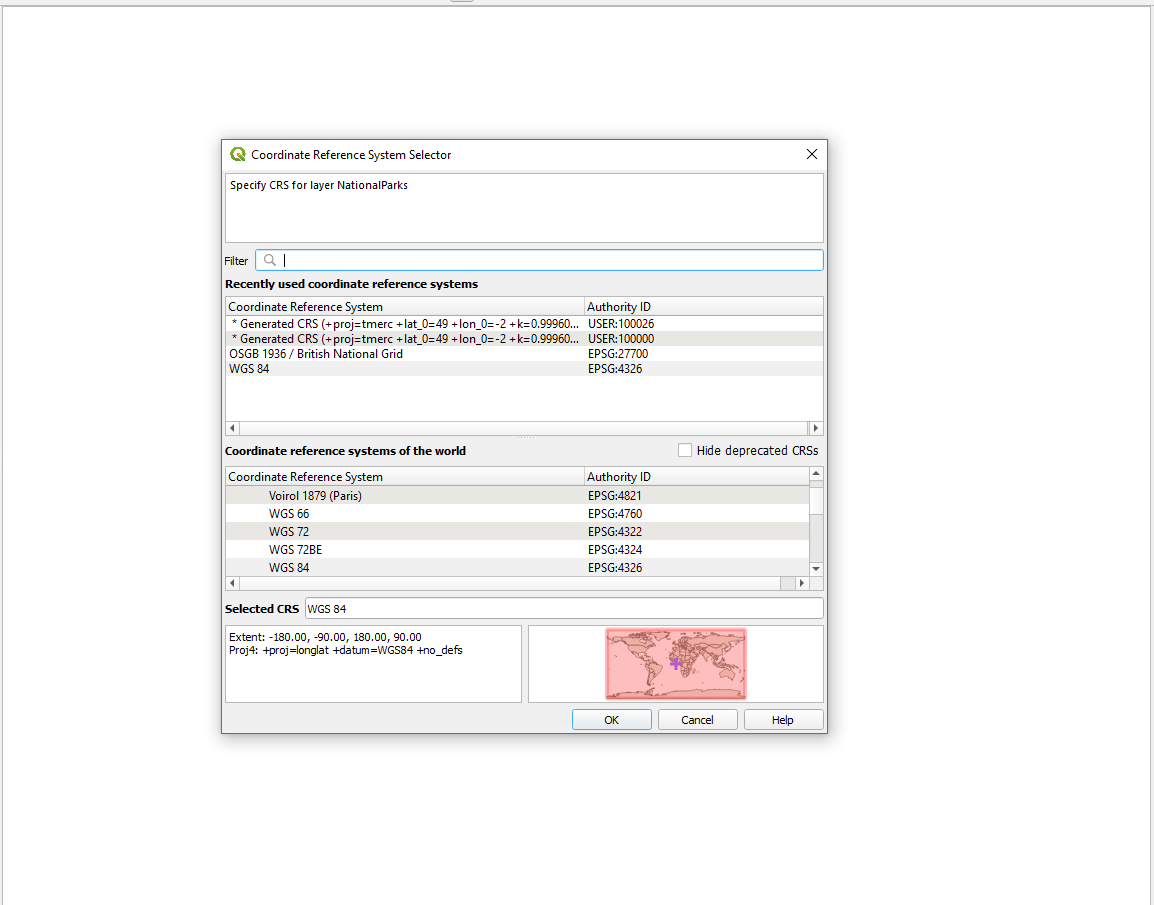 Coordinate Reference System Selector
Specify CRS for layer NationalParks
Filter
Recently used coordinate reference systems
Coordinate Reference System Authority ID
* Generated CRS (+proj=tmerc +lat_0=49 +lon_0=-2 +k=0.99960... USER:100026
* Generated CRS (+proj=tmerc +lat_0=49 +lon_0=-2 +k=0.99960... USER:100000
OSGB 1936 / British National Grid EPSG:27700
WGS 84 EPSG:4326
Coordinate reference systems of the world Hide deprecated CRSs
Coordinate Reference System Authority ID
Voirol 1879 (Paris) EPSG:4821
WGS 66 EPSG:4760
WGS 72 EPSG:4322
WGS 72BE EPSG:4324
WGS 84 EPSG:4326
Selected CRS WGS 84
Extent: -180.00, -90.00, 180.00, 90.00
Proj4: +proj=longlat +datum=WGS84 +no_defs
OK Cancel Help